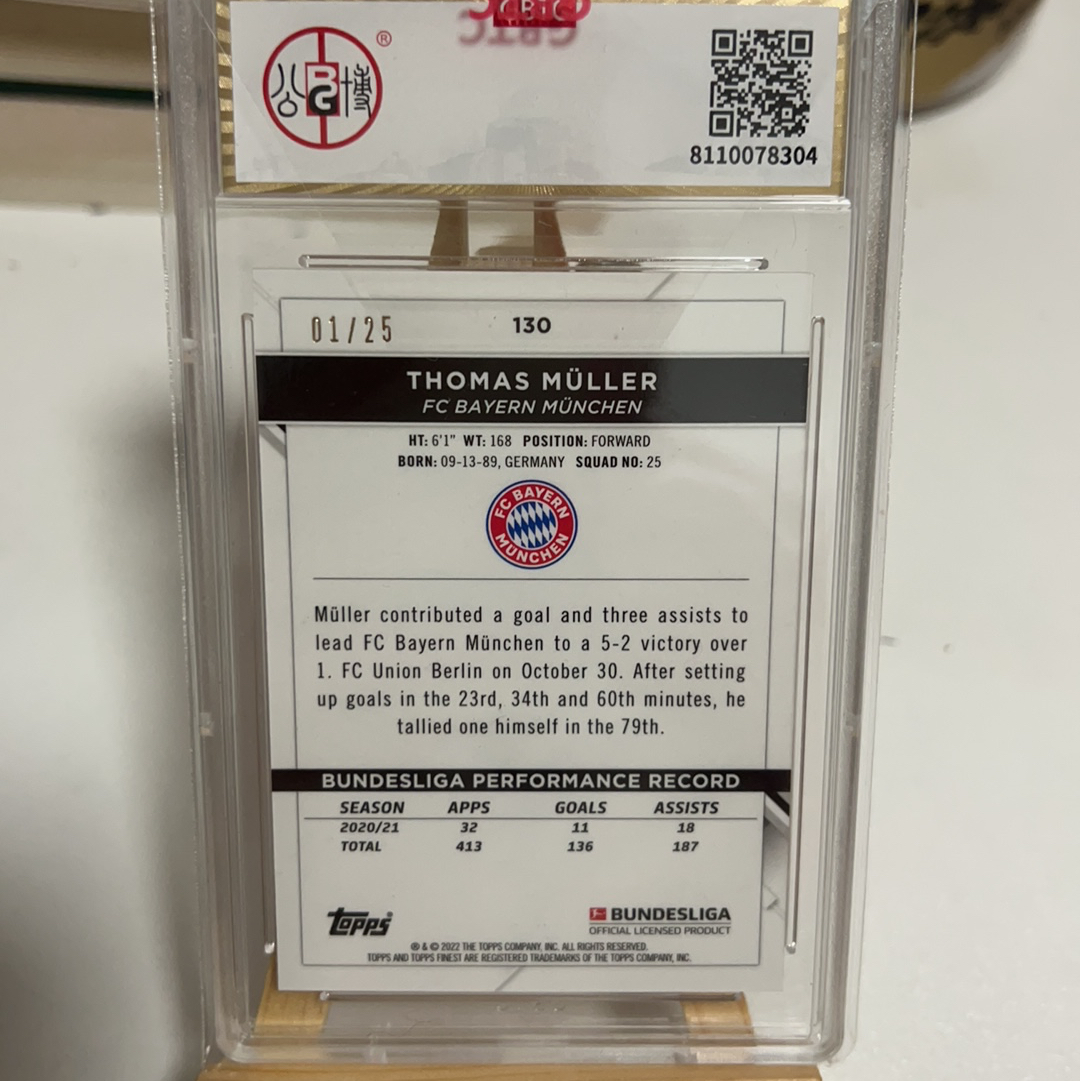 GBTC
公 BG 博 ®
8110078304
01/25 130
THOMAS MÜLLER
FC BAYERN MÜNCHEN
HT: 6'1" WT: 168 POSITION: FORWARD
BORN: 09-13-89, GERMANY SQUAD NO: 25
FC BAYERN
MÜNCHEN
Müller contributed a goal and three assists to
lead FC Bayern München to a 5-2 victory over
1. FC Union Berlin on October 30. After setting
up goals in the 23rd, 34th and 60th minutes, he
tallied one himself in the 79th.
BUNDESLIGA PERFORMANCE RECORD
SEASON APPS GOALS ASSISTS
2020/21 32 11 18
TOTAL 413 136 187
Topps BUNDESLIGA
OFFICIAL LICENSED PRODUCT
® & © 2022 THE TOPPS COMPANY, INC. ALL RIGHTS RESERVED.
TOPPS AND TOPPS FINEST ARE REGISTERED TRADEMARKS OF THE TOPPS COMPANY, INC.